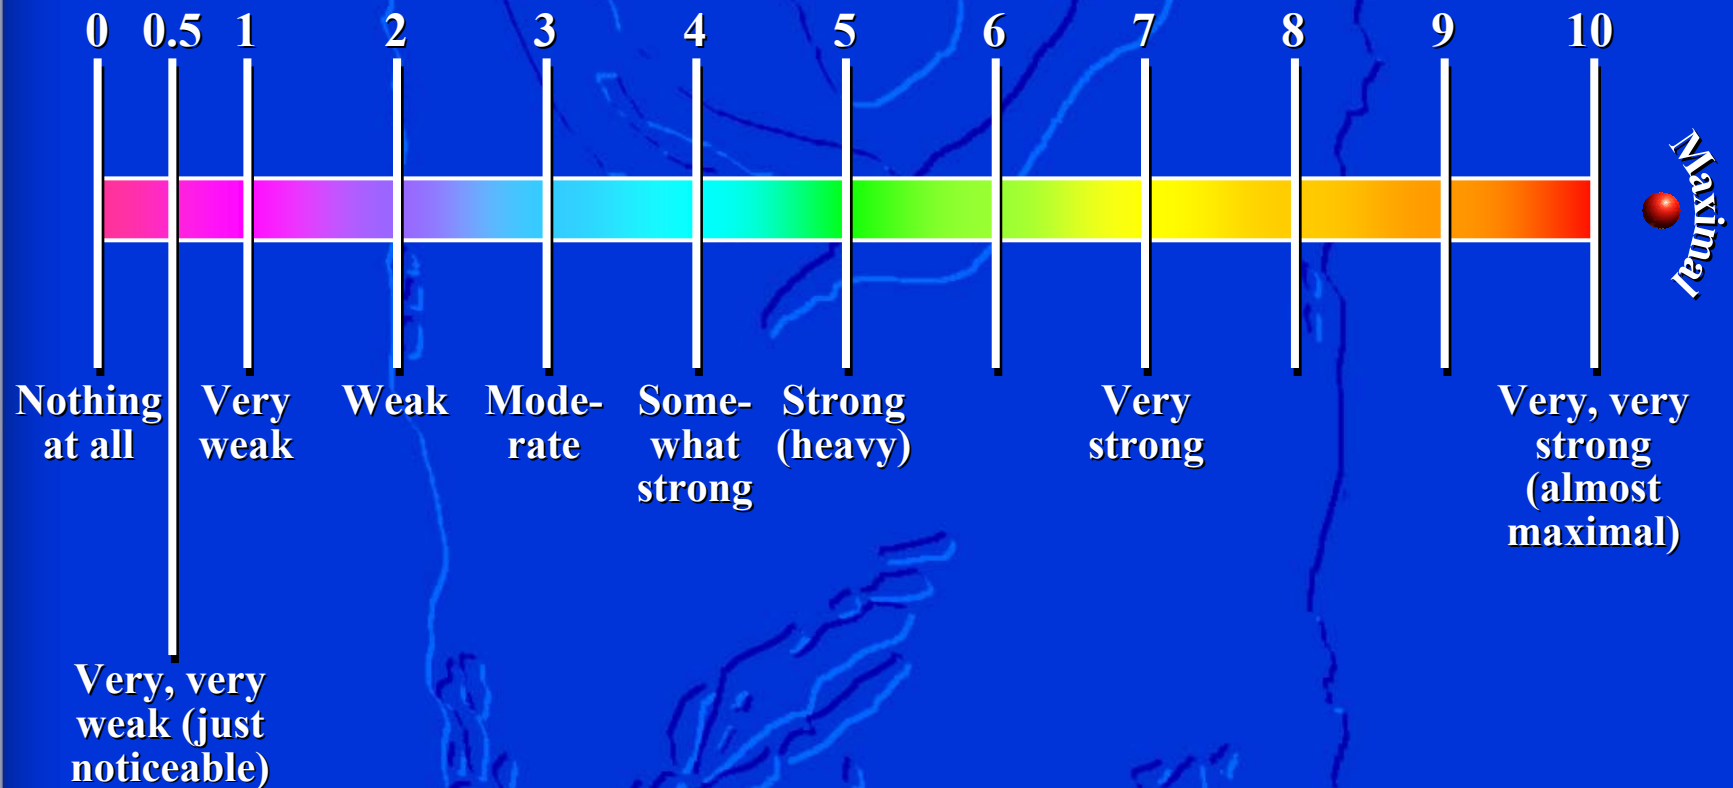 0 0.5 1 2 3 4 5 6 7 8 9 10
Maximal
Nothing
at all
Very
weak
Weak
Mode-
rate
Some-
what
strong
Strong
(heavy)
Very
strong
Very, very
strong
(almost
maximal)
Very, very
weak (just
noticeable)